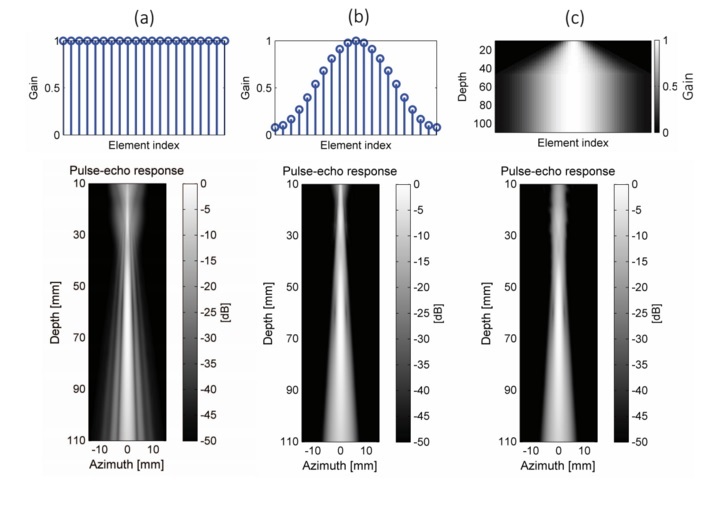 (a)
(b)
(c)
1
0.5
0
Gain
Element index
1
0.5
0
Gain
Element index
20
40
60
80
100
Depth
Element index
1
0.5
0
Gain
Pulse-echo response
10
30
50
70
90
110
Depth [mm]
-10 0 10
Azimuth [mm]
0
-5
-10
-15
-20
-25
-30
-35
-40
-45
-50
[dB]
Pulse-echo response
10
30
50
70
90
110
Depth [mm]
-10 0 10
Azimuth [mm]
0
-5
-10
-15
-20
-25
-30
-35
-40
-45
-50
[dB]
Pulse-echo response
10
30
50
70
90
110
Depth [mm]
-10 0 10
Azimuth [mm]
0
-5
-10
-15
-20
-25
-30
-35
-40
-45
-50
[dB]